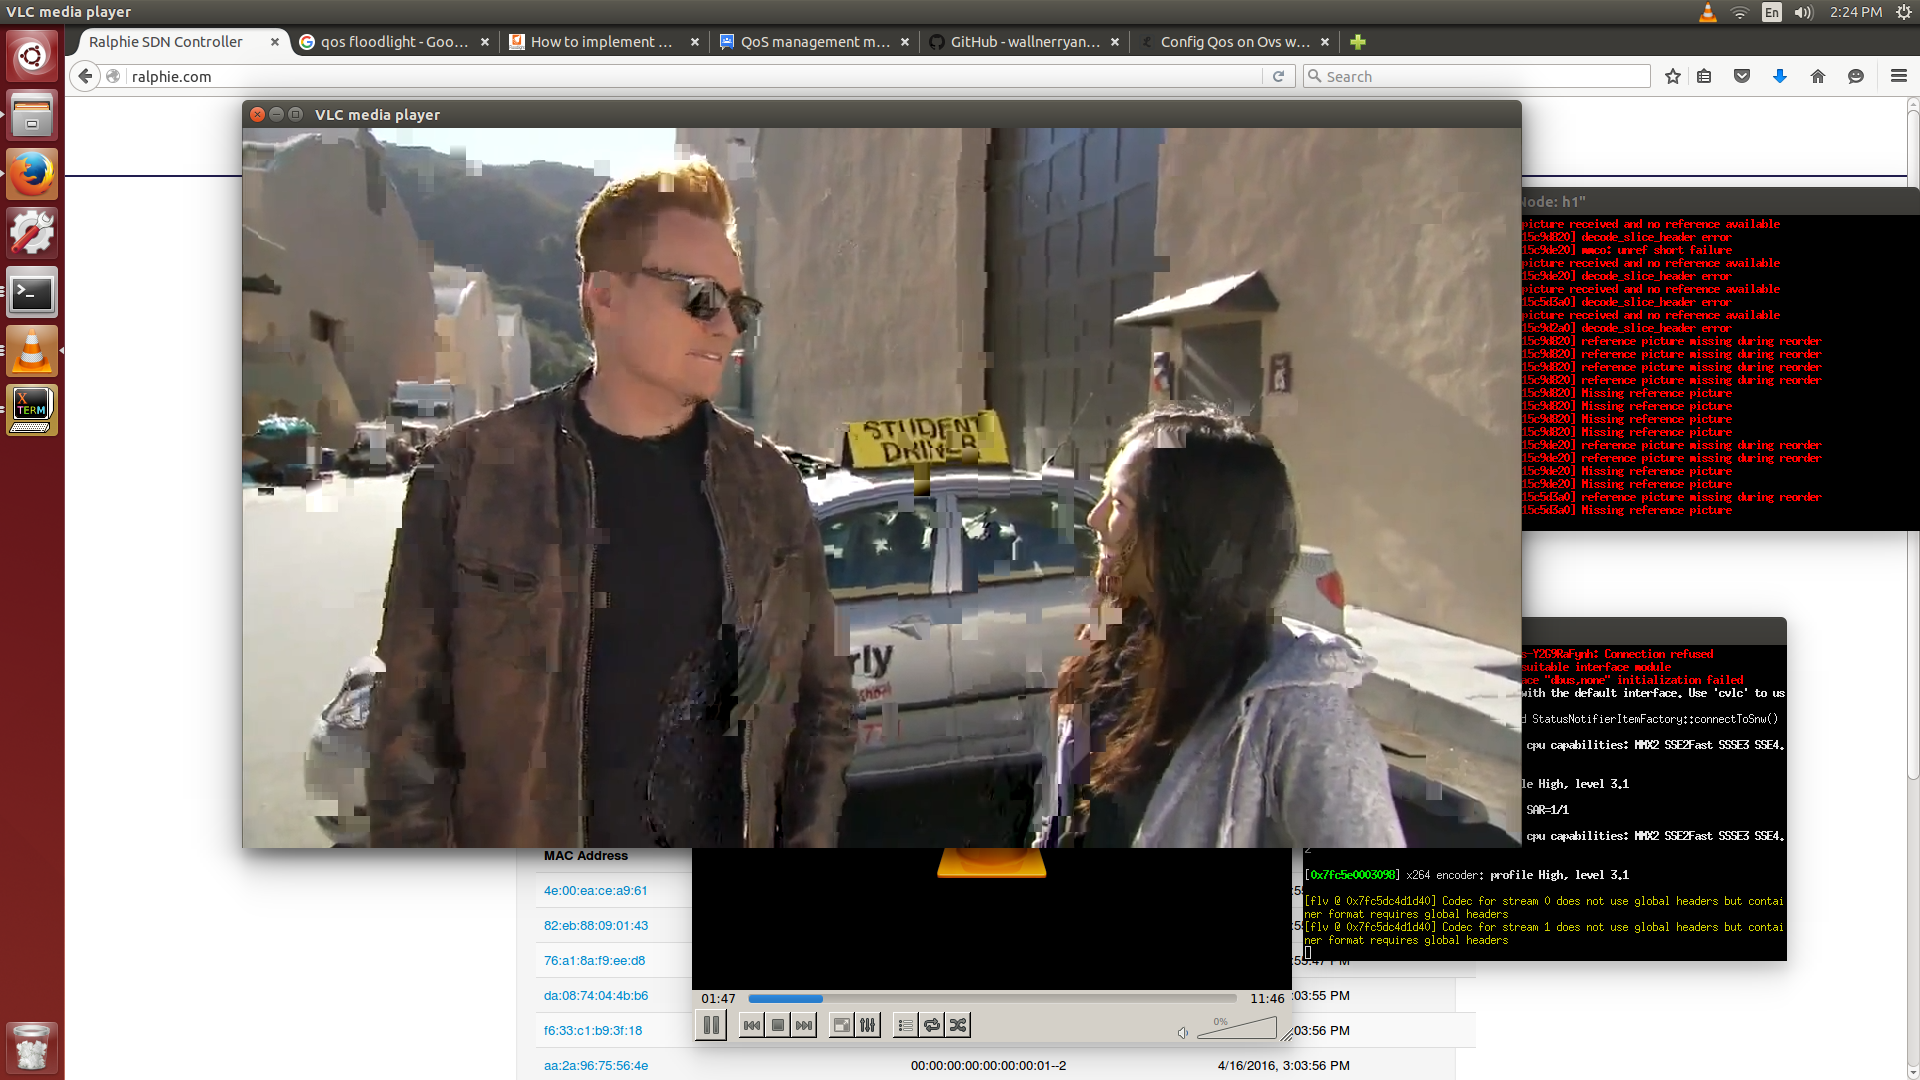 VLC media player
En
2:24 PM
Ralphie SDN Controller
qos floodlight - Goo...
How to implement ...
QoS management m...
GitHub - wallnerryan...
Config Qos on Ovs w...
ralphie.com
Search
VLC media player
Node: h1"
picture received and no reference available
15c9d820] decode_slice_header error
15c9de20] mmco: unref short failure
picture received and no reference available
15c9de20] decode_slice_header error
picture received and no reference available
15c5d3a0] decode_slice_header error
picture received and no reference available
15c9d2a0] decode_slice_header error
15c9d820] reference picture missing during reorder
15c9d820] reference picture missing during reorder
15c9d820] reference picture missing during reorder
15c9d820] reference picture missing during reorder
15c9d820] Missing reference picture
15c9d820] Missing reference picture
15c9d820] Missing reference picture
15c9d820] Missing reference picture
15c9de20] reference picture missing during reorder
15c9de20] reference picture missing during reorder
15c9de20] Missing reference picture
15c9de20] Missing reference picture
15c5d3a0] reference picture missing during reorder
15c5d3a0] Missing reference picture
X
TERM
STUDENT
DRIVER
rly
s-Y2G9RaFynh: Connection refused
suitable interface module
ace "dbus,none" initialization failed
with the default interface. Use 'cvlc' to us
d StatusNotifierItemFactory::connectToSnw()
cpu capabilities: MMX2 SSE2Fast SSSE3 SSE4.
le High, level 3.1
SAR=1/1
cpu capabilities: MMX2 SSE2Fast SSSE3 SSE4.
2
[0x7fc5e0003098] x264 encoder: profile High, level 3.1
[flv @ 0x7fc5dc4d1d40] Codec for stream 0 does not use global headers but contai
ner format requires global headers
[flv @ 0x7fc5dc4d1d40] Codec for stream 1 does not use global headers but contai
ner format requires global headers
MAC Address
4e:00:ea:ce:a9:61
82:eb:88:09:01:43
76:a1:8a:f9:ee:d8
da:08:74:04:4b:b6
:03:55 PM
01:47
11:46
f6:33:c1:b9:3f:18
0%
:03:56 PM
aa:2a:96:75:56:4e
00:00:00:00:00:00:00:01--2
4/16/2016, 3:03:56 PM